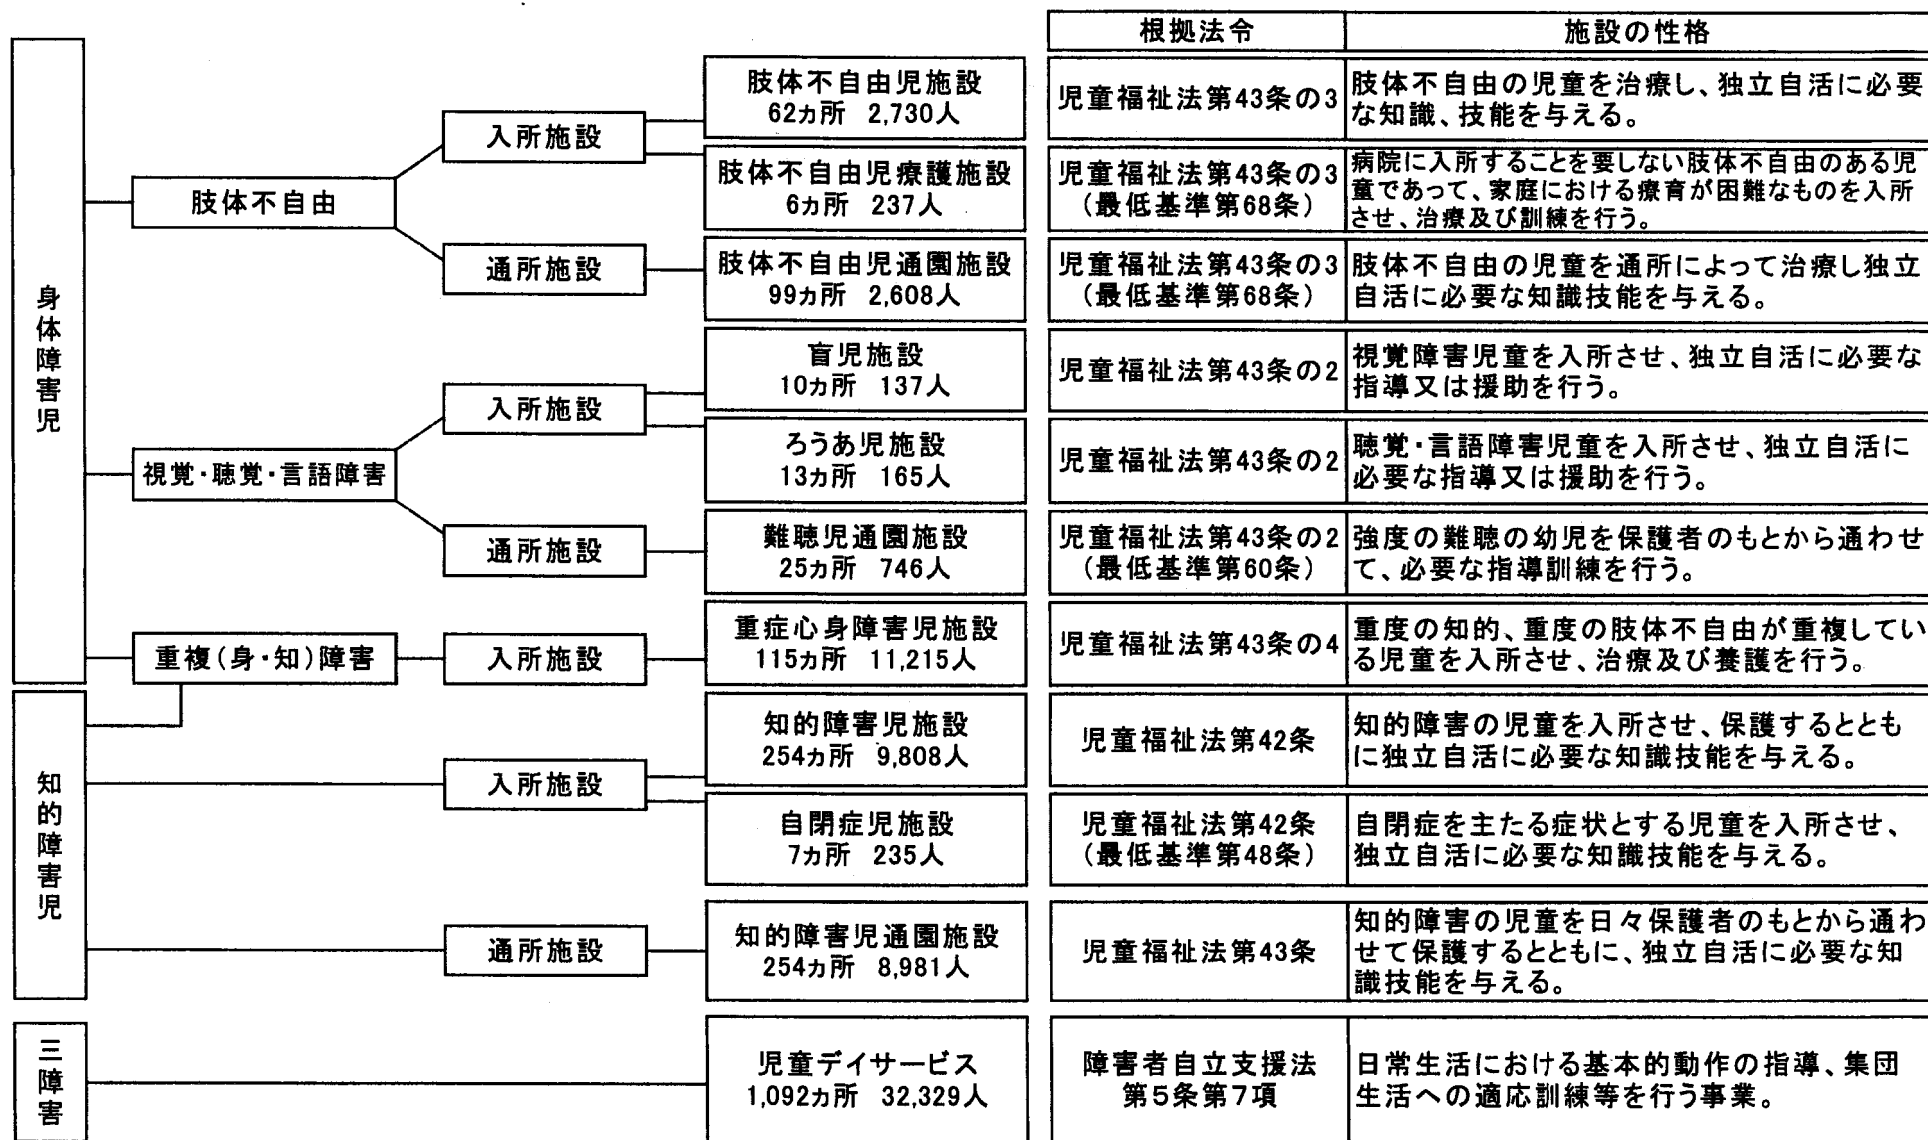 根拠法令
施設の性格
身体障害児
肢体不自由
入所施設
肢体不自由児施設
62ヵ所 2,730人
児童福祉法第43条の3
肢体不自由の児童を治療し、独立自活に必要
な知識、技能を与える。
肢体不自由児療護施設
6ヵ所 237人
児童福祉法第43条の3
(最低基準第68条)
病院に入所することを要しない肢体不自由のある児
童であって、家庭における療育が困難なものを入所
させ、治療及び訓練を行う。
通所施設
肢体不自由児通園施設
99ヵ所 2,608人
児童福祉法第43条の3
(最低基準第68条)
肢体不自由の児童を通所によって治療し独立
自活に必要な知識技能を与える。
視覚・聴覚・言語障害
入所施設
盲児施設
10ヵ所 137人
児童福祉法第43条の2
視覚障害児童を入所させ、独立自活に必要な
指導又は援助を行う。
ろうあ児施設
13ヵ所 165人
児童福祉法第43条の2
聴覚・言語障害児童を入所させ、独立自活に
必要な指導又は援助を行う。
通所施設
難聴児通園施設
25ヵ所 746人
児童福祉法第43条の2
(最低基準第60条)
強度の難聴の幼児を保護者のもとから通わせ
て、必要な指導訓練を行う。
重複(身・知)障害
入所施設
重症心身障害児施設
115ヵ所 11,215人
児童福祉法第43条の4
重度の知的、重度の肢体不自由が重複してい
る児童を入所させ、治療及び養護を行う。
知的障害児
入所施設
知的障害児施設
254ヵ所 9,808人
児童福祉法第42条
知的障害の児童を入所させ、保護するととも
に独立自活に必要な知識技能を与える。
自閉症児施設
7ヵ所 235人
児童福祉法第42条
(最低基準第48条)
自閉症を主たる症状とする児童を入所させ、
独立自活に必要な知識技能を与える。
通所施設
知的障害児通園施設
254ヵ所 8,981人
児童福祉法第43条
知的障害の児童を日々保護者のもとから通わ
せて保護するとともに、独立自活に必要な知
識技能を与える。
三障害
児童デイサービス
1,092ヵ所 32,329人
障害者自立支援法
第5条第7項
日常生活における基本的動作の指導、集団
生活への適応訓練等を行う事業。